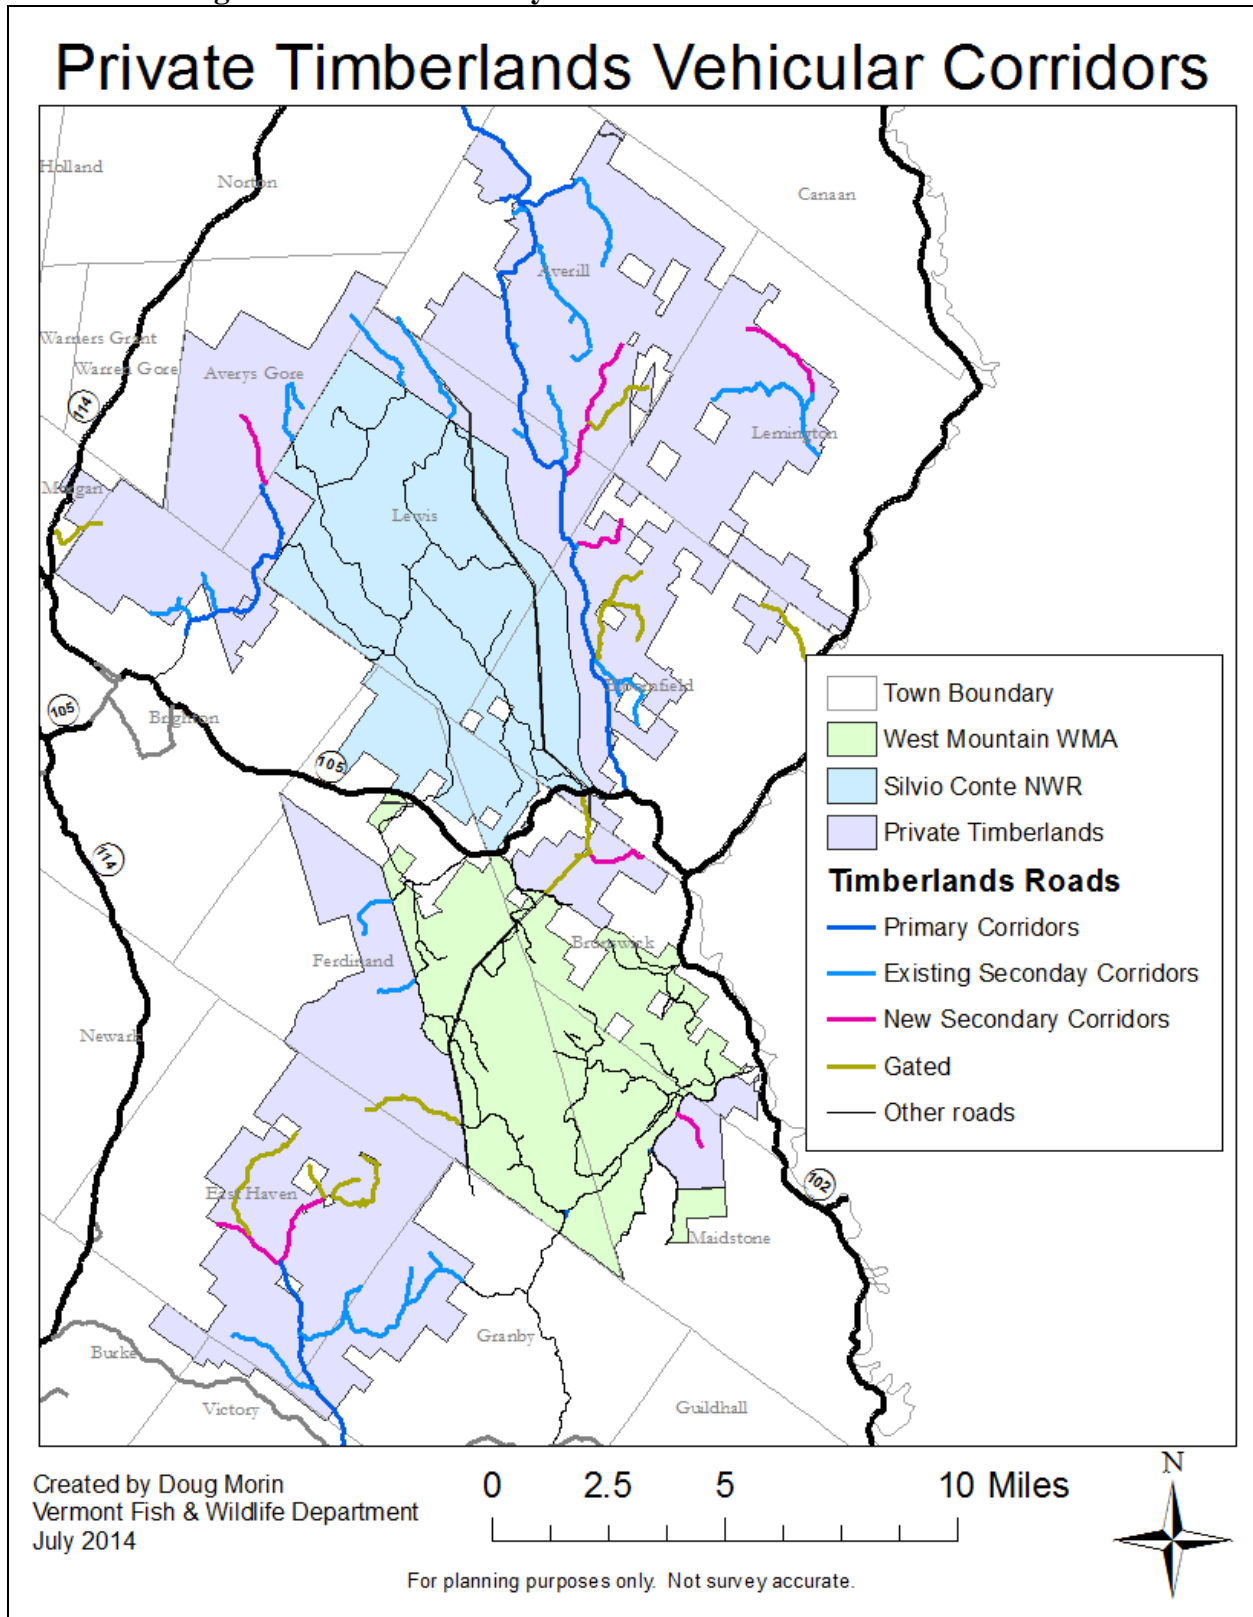 Private Timberlands Vehicular Corridors
Holland
Norton
Canaan
Averill
Warners Grant
Warren Gore
Averys Gore
114
Lemington
Morgan
Lewis
Bloomfield
105
Brighton
105
114
Brunswick
Ferdinand
Newark
East Haven
102
Maidstone
Granby
Burke
Victory
Guildhall
Town Boundary
West Mountain WMA
Silvio Conte NWR
Private Timberlands
Timberlands Roads
Primary Corridors
Existing Seconday Corridors
New Secondary Corridors
Gated
Other roads
Created by Doug Morin
Vermont Fish & Wildlife Department
July 2014
0 2.5 5 10 Miles
N
For planning purposes only. Not survey accurate.